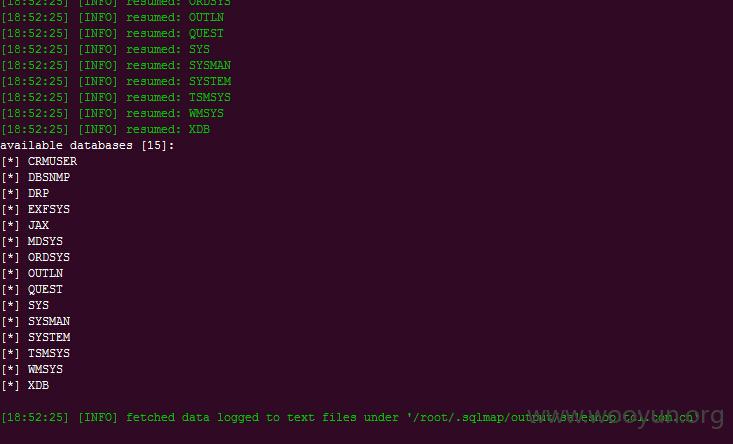 [18:52:25] [INFO] resumed: ORDSYS
[18:52:25] [INFO] resumed: OUTLN
[18:52:25] [INFO] resumed: QUEST
[18:52:25] [INFO] resumed: SYS
[18:52:25] [INFO] resumed: SYSMAN
[18:52:25] [INFO] resumed: SYSTEM
[18:52:25] [INFO] resumed: TSMSYS
[18:52:25] [INFO] resumed: WMSYS
[18:52:25] [INFO] resumed: XDB
available databases [15]:
[*] CRMUSER
[*] DBSNMP
[*] DRP
[*] EXFSYS
[*] JAX
[*] MDSYS
[*] ORDSYS
[*] OUTLN
[*] QUEST
[*] SYS
[*] SYSMAN
[*] SYSTEM
[*] TSMSYS
[*] WMSYS
[*] XDB
[18:52:25] [INFO] fetched data logged to text files under
www.wooyun.org